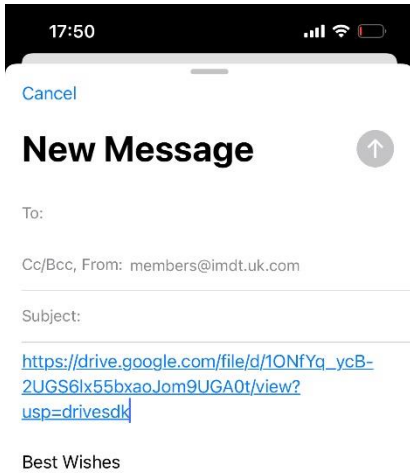 17:50
Cancel
New Message
To:
Cc/Bcc, From: members@imdt.uk.com
Subject:
https://drive.google.com/file/d/1ONfYq_ycB-
2UGS6lx55bxaoJom9UGA0t/view?
usp=drivesdk
Best Wishes